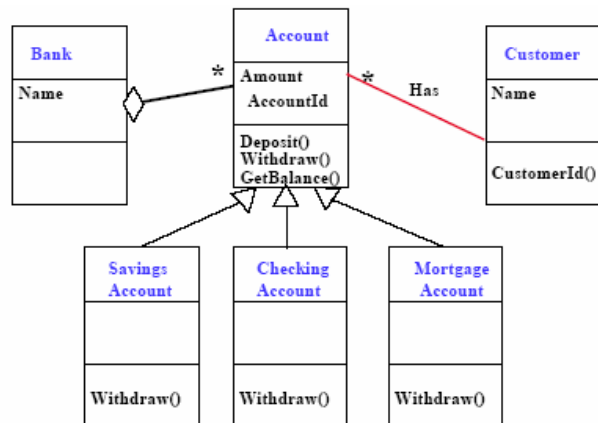 Bank
Name
*
Account
Amount
AccountId
Deposit()
Withdraw()
GetBalance()
*
Has
Customer
Name
CustomerId()
Savings
Account
Withdraw()
Checking
Account
Withdraw()
Mortgage
Account
Withdraw()